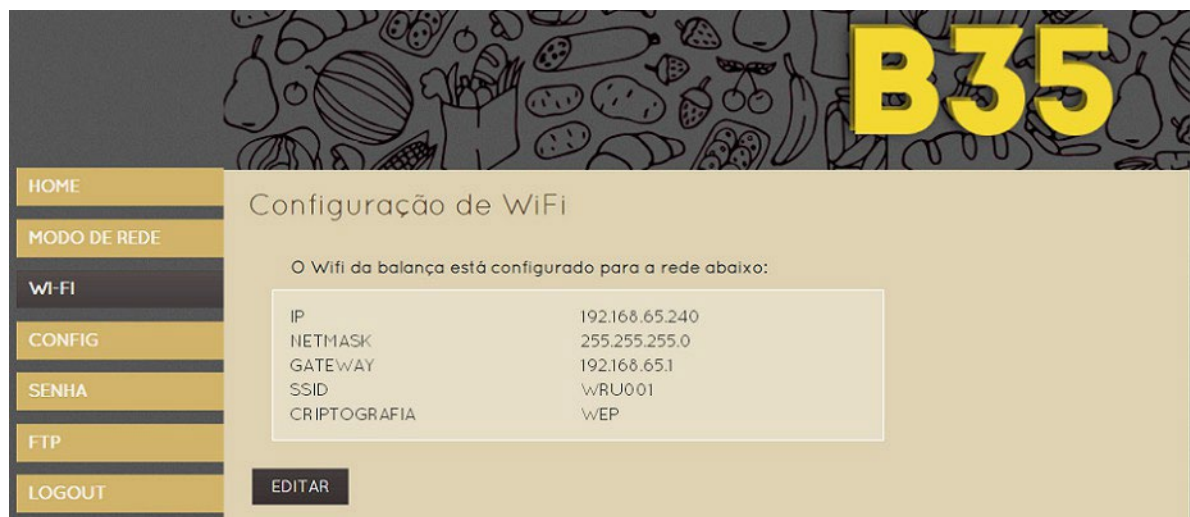 B35
HOME
MODO DE REDE
WI-FI
CONFIG
SENHA
FTP
LOGOUT
Configuração de WiFi
O Wifi da balança está configurado para a rede abaixo:
IP 192.168.65.240
NETMASK 255.255.255.0
GATEWAY 192.168.65.1
SSID WRU001
CRIPTOGRAFIA WEP
EDITAR